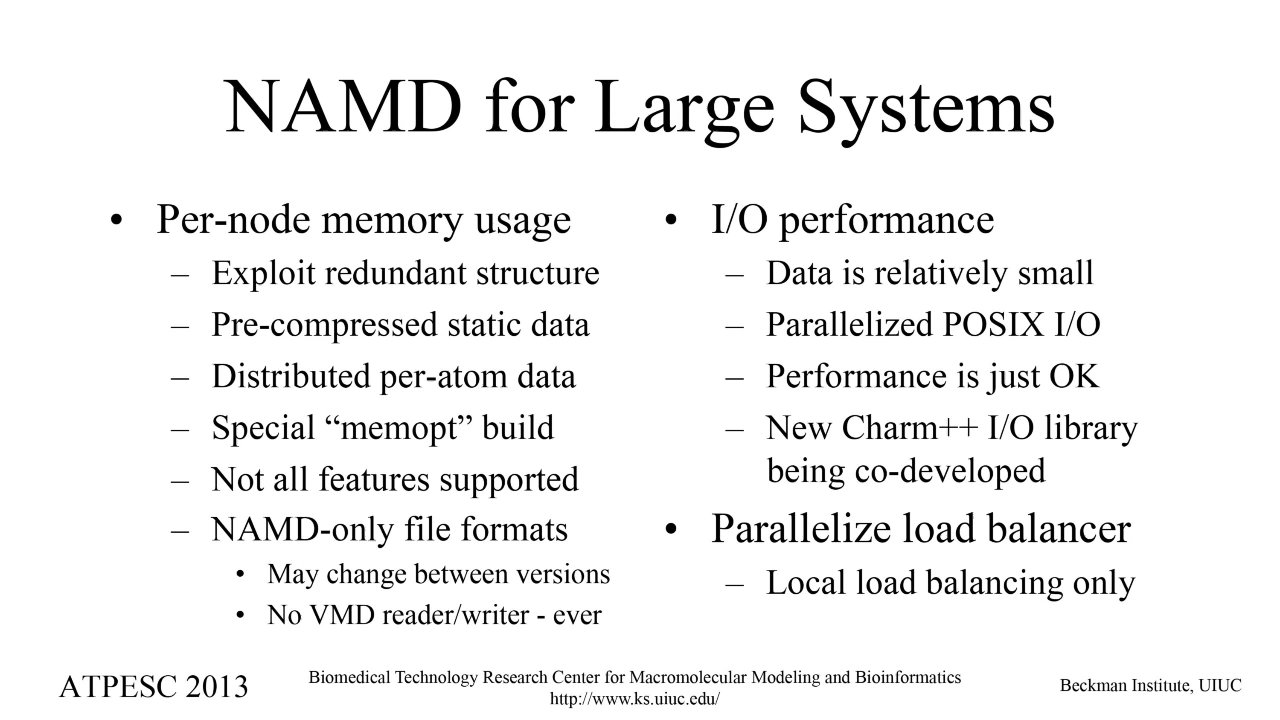 NAMD for Large Systems
• Per-node memory usage
– Exploit redundant structure
– Pre-compressed static data
– Distributed per-atom data
– Special “memopt” build
– Not all features supported
– NAMD-only file formats
• May change between versions
• No VMD reader/writer - ever
• I/O performance
– Data is relatively small
– Parallelized POSIX I/O
– Performance is just OK
– New Charm++ I/O library
being co-developed
• Parallelize load balancer
– Local load balancing only
ATPESC 2013
Biomedical Technology Research Center for Macromolecular Modeling and Bioinformatics
http://www.ks.uiuc.edu/
Beckman Institute, UIUC